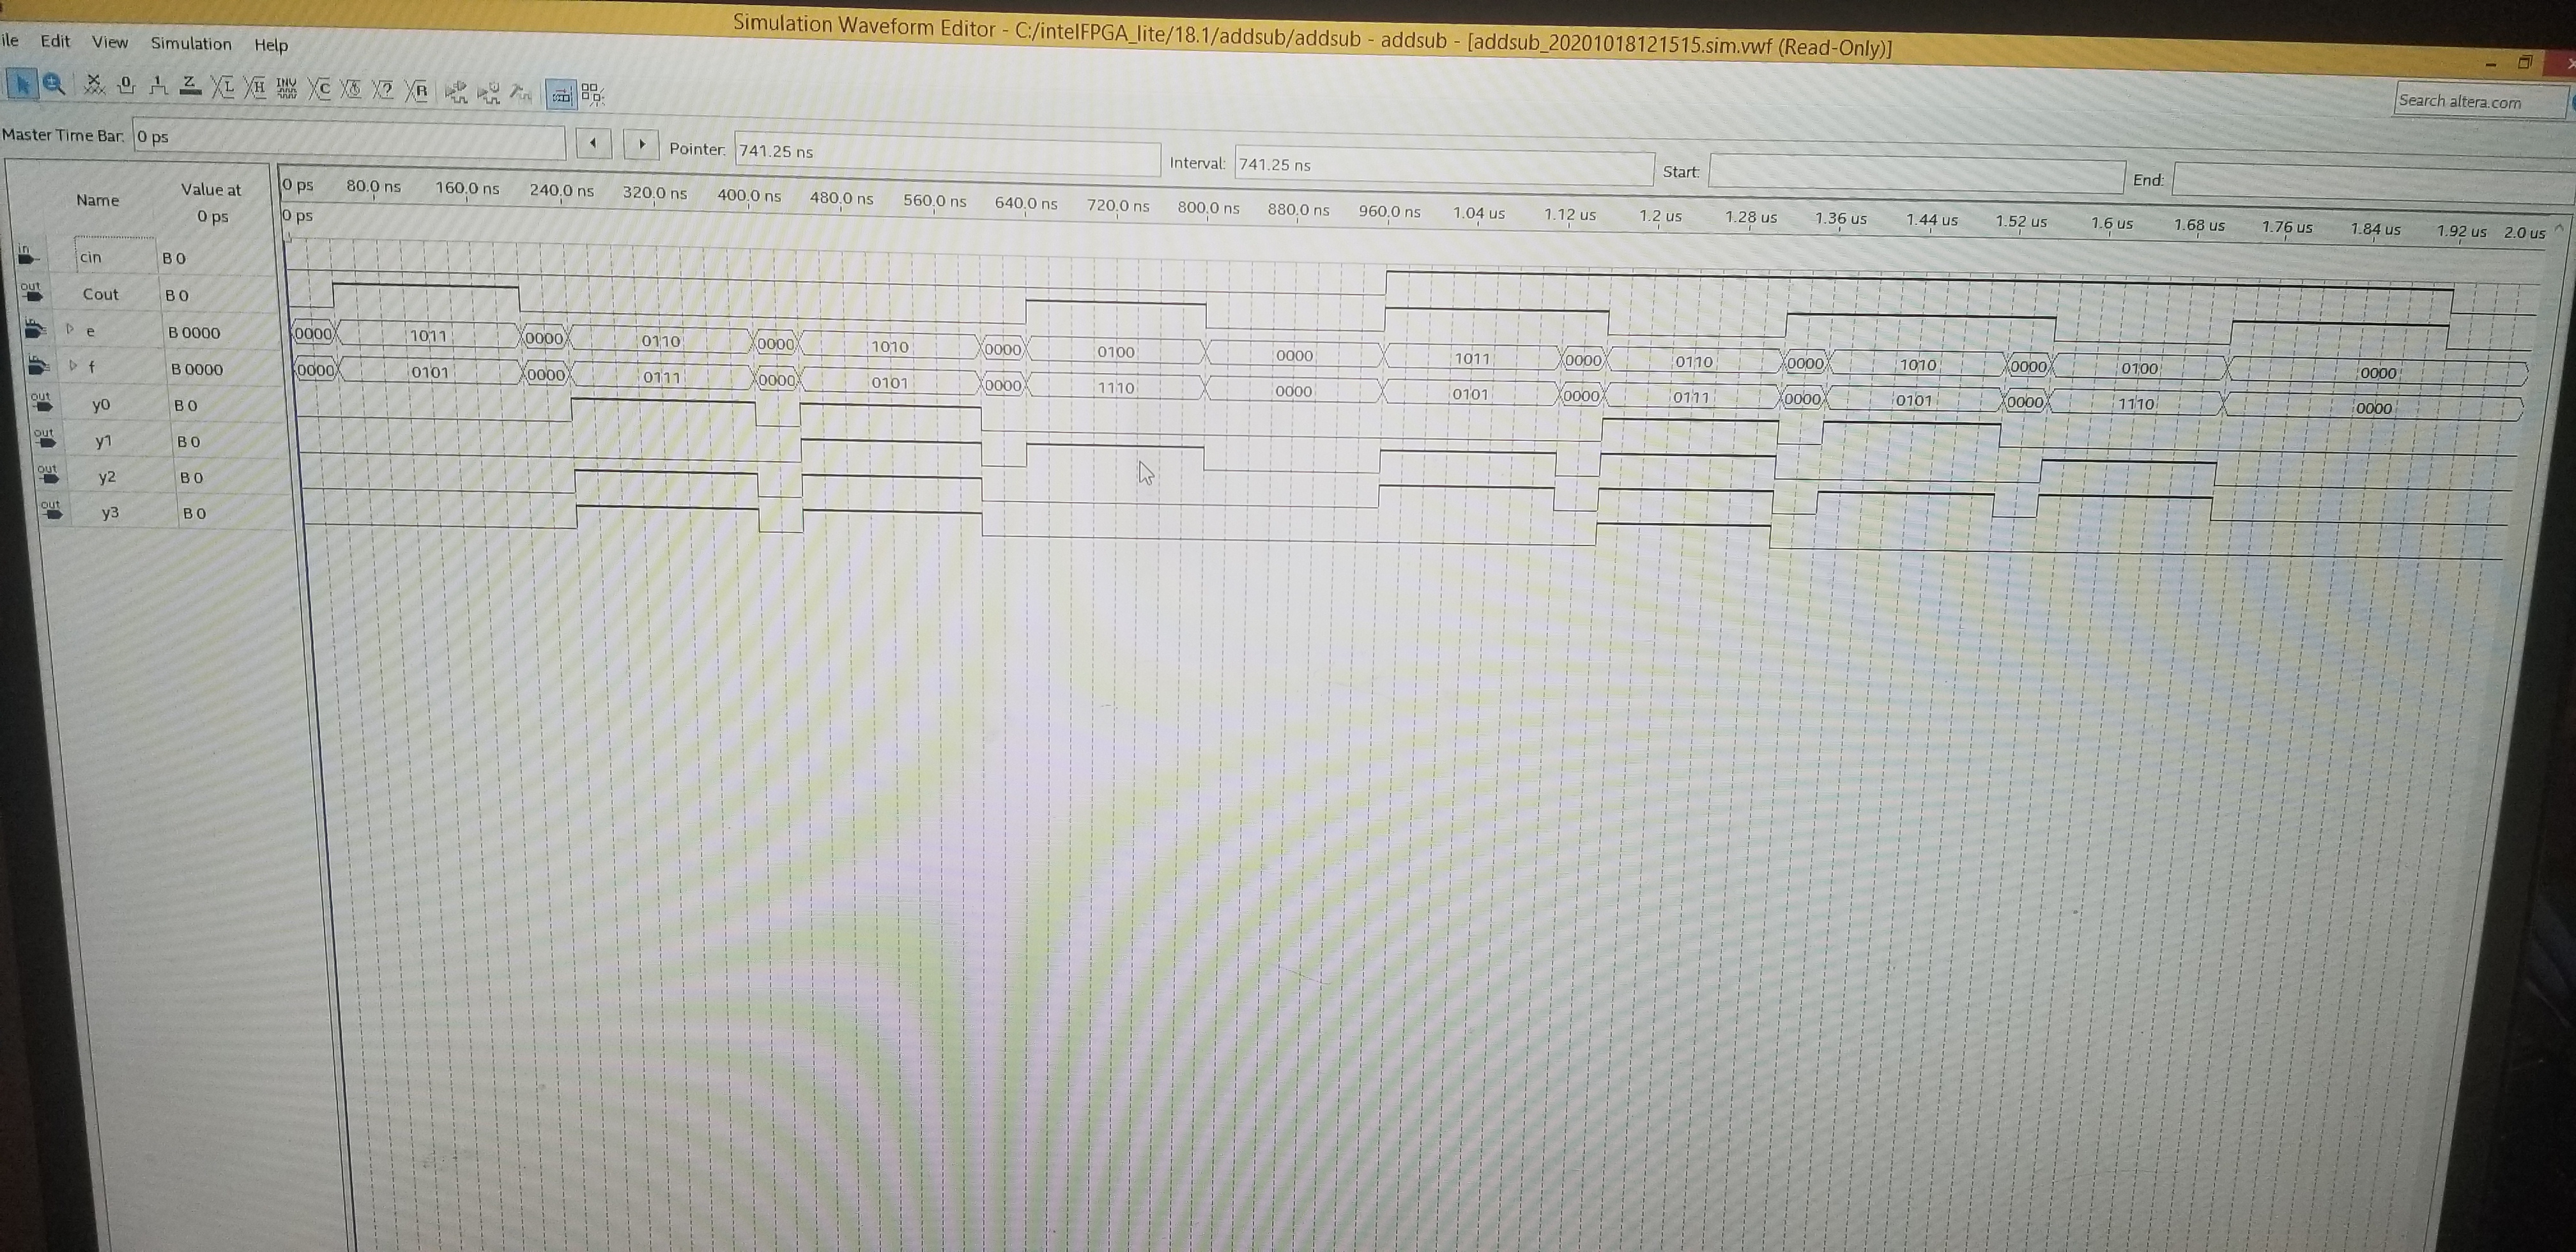 Simulation Waveform Editor - C:/intelFPGA_lite/18.1/addsub/addsub - addsub - [addsub_20201018121515.sim.vwf (Read-Only)]
ile Edit View Simulation Help
Search altera.com
Master Time Bar: 0 ps Pointer: 741.25 ns Interval: 741.25 ns Start: End:
Name Value at 0 ps
0 ps 80.0 ns 160.0 ns 240.0 ns 320.0 ns 400.0 ns 480.0 ns 560.0 ns 640.0 ns 720.0 ns 800.0 ns 880.0 ns 960.0 ns 1.04 us 1.12 us 1.2 us 1.28 us 1.36 us 1.44 us 1.52 us 1.6 us 1.68 us 1.76 us 1.84 us 1.92 us 2.0 us
0 ps
in cin B 0
out Cout B 0
e B 0000 0000 1011 0000 0110 0000 1010 0000 0100 0000 1011 0000 0110 0000 1010 0000 0100 0000
f B 0000 0000 0101 0000 0111 0000 0101 0000 1110 0000 0101 0000 0111 0000 0101 0000 1110 0000
out y0 B 0
out y1 B 0
out y2 B 0
out y3 B 0